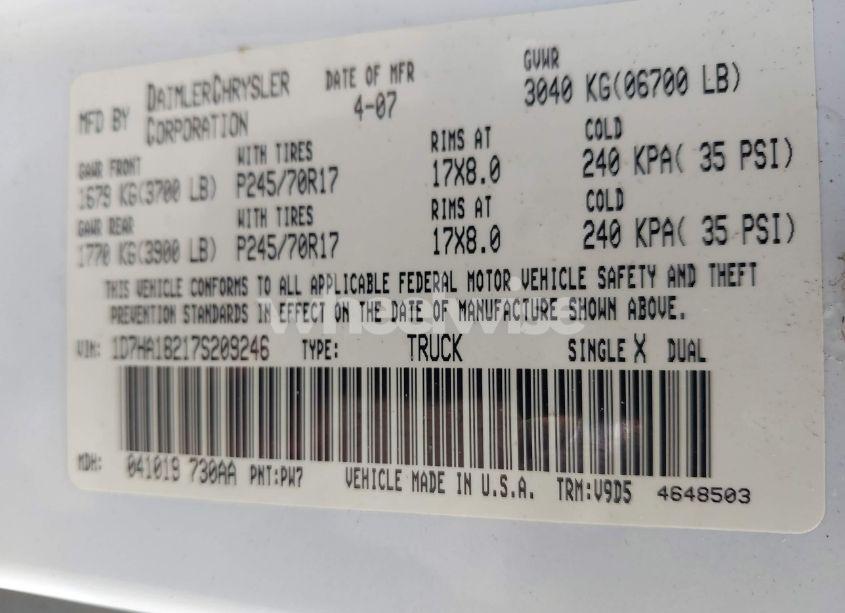 MFD BY DAIMLERCHRYSLER CORPORATION DATE OF MFR 4-07 GVWR 3040 KG(06700 LB)
GAWR FRONT WITH TIRES RIMS AT COLD
1679 KG(3700 LB) P245/70R17 17X8.0 240 KPA( 35 PSI)
GAWR REAR WITH TIRES RIMS AT COLD
1770 KG(3900 LB) P245/70R17 17X8.0 240 KPA( 35 PSI)
THIS VEHICLE CONFORMS TO ALL APPLICABLE FEDERAL MOTOR VEHICLE SAFETY AND THEFT
PREVENTION STANDARDS IN EFFECT ON THE DATE OF MANUFACTURE SHOWN ABOVE.
wheelwise
VIN: 1D7HA18217S209246 TYPE: TRUCK SINGLE X DUAL
MDH: 041019 730AA PNT:PW7 VEHICLE MADE IN U.S.A. TRM:V9D5 4648503